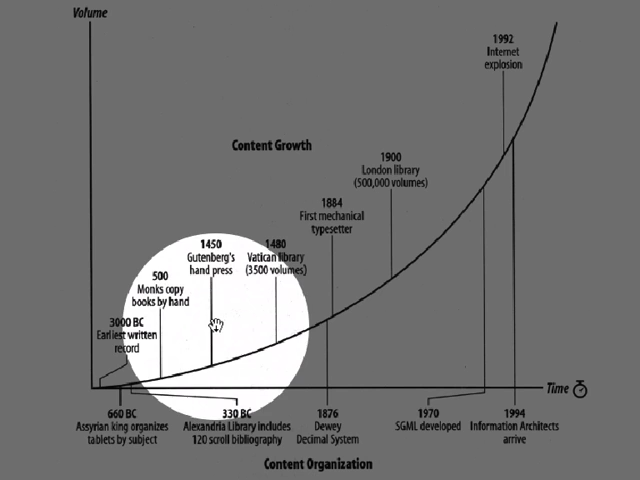 Volume
1992
Internet
explosion
Content Growth
1900
London library
(500,000 volumes)
1884
First mechanical
typesetter
1450
Gutenberg's
hand press
1480
Vatican library
(3500 volumes)
500
Monks copy
books by hand
3000 BC
Earliest written
record
Time
660 BC
Assyrian king organizes
tablets by subject
330 BC
Alexandria Library includes
120 scroll bibliography
1876
Dewey
Decimal System
1970
SGML developed
1994
Information Architects
arrive
Content Organization